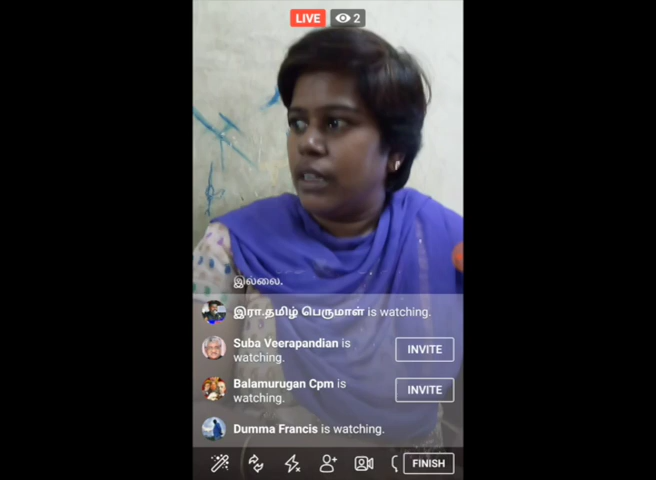 LIVE 2
இல்லை.
இரா.தமிழ் பெருமாள் is watching.
Suba Veerapandian is
watching.
INVITE
Balamurugan Cpm is
watching.
INVITE
Dumma Francis is watching.
FINISH